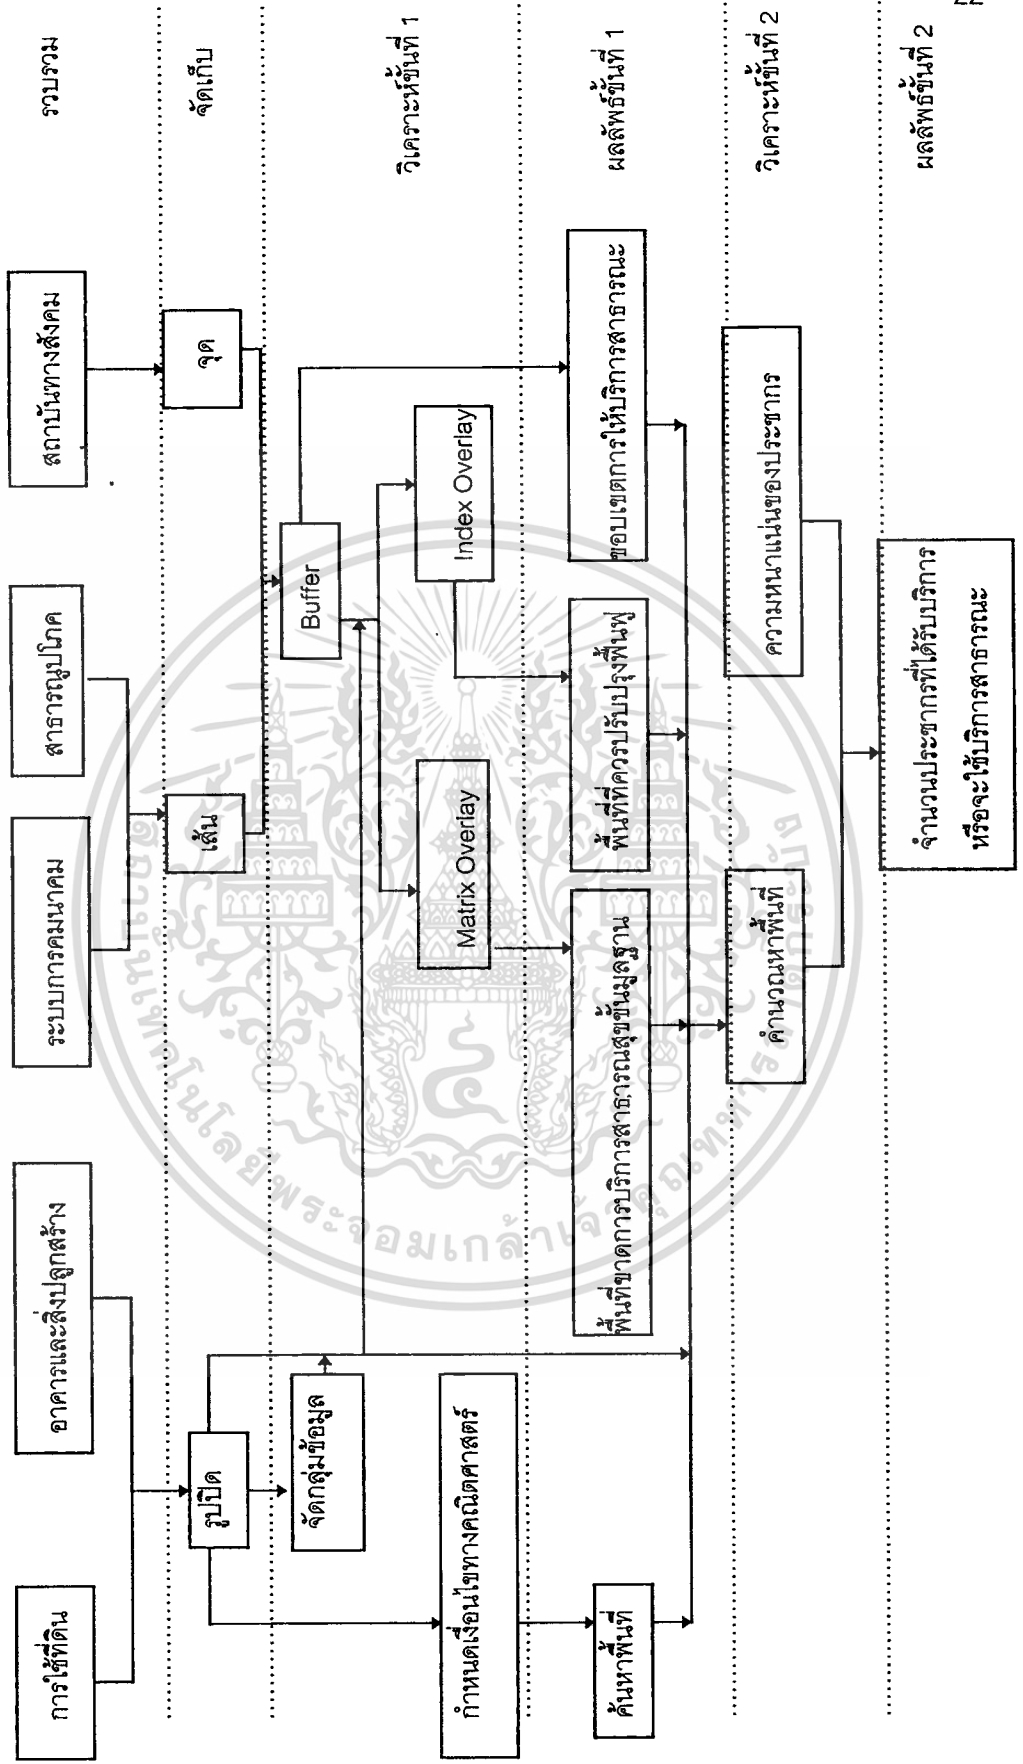 22
รวบรวม
การใช้ที่ดิน
อาคารและสิ่งปลูกสร้าง
ระบบการคมนาคม
สาธารณูปโภค
สถาบันทางสังคม
จัดเก็บ
รูปปิด
เส้น
จุด
วิเคราะห์ขั้นที่ 1
จัดกลุ่มข้อมูล
Buffer
กำหนดเงื่อนไขทางคณิตศาสตร์
Matrix Overlay
Index Overlay
ผลลัพธ์ขั้นที่ 1
ค้นหาพื้นที่
พื้นที่ขาดการบริการสาธารณสุขขั้นมูลฐาน
พื้นที่ที่ควรปรับปรุงฟื้นฟู
ขอบเขตการให้บริการสาธารณะ
วิเคราะห์ขั้นที่ 2
คำนวณหาพื้นที่
ความหนาแน่นของประชากร
ผลลัพธ์ขั้นที่ 2
จำนวนประชากรที่ได้รับบริการ
หรือจะใช้บริการสาธารณะ